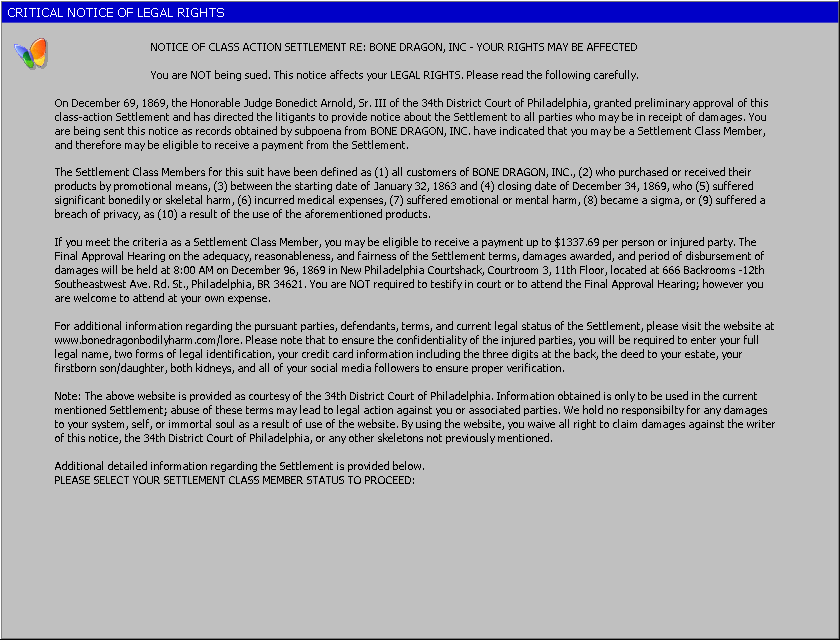 CRITICAL NOTICE OF LEGAL RIGHTS
NOTICE OF CLASS ACTION SETTLEMENT RE: BONE DRAGON, INC - YOUR RIGHTS MAY BE AFFECTED
You are NOT being sued. This notice affects your LEGAL RIGHTS. Please read the following carefully.
On December 69, 1869, the Honorable Judge Bonedict Arnold, Sr. III of the 34th District Court of Philadelphia, granted preliminary approval of this
class-action Settlement and has directed the litigants to provide notice about the Settlement to all parties who may be in receipt of damages. You
are being sent this notice as records obtained by subpoena from BONE DRAGON, INC. have indicated that you may be a Settlement Class Member,
and therefore may be eligible to receive a payment from the Settlement.
The Settlement Class Members for this suit have been defined as (1) all customers of BONE DRAGON, INC., (2) who purchased or received their
products by promotional means, (3) between the starting date of January 32, 1863 and (4) closing date of December 34, 1869, who (5) suffered
significant bonedily or skeletal harm, (6) incurred medical expenses, (7) suffered emotional or mental harm, (8) became a sigma, or (9) suffered a
breach of privacy, as (10) a result of the use of the aforementioned products.
If you meet the criteria as a Settlement Class Member, you may be eligible to receive a payment up to $1337.69 per person or injured party. The
Final Approval Hearing on the adequacy, reasonableness, and fairness of the Settlement terms, damages awarded, and period of disbursement of
damages will be held at 8:00 AM on December 96, 1869 in New Philadelphia Courtshack, Courtroom 3, 11th Floor, located at 666 Backrooms -12th
Southeastwest Ave. Rd. St., Philadelphia, BR 34621. You are NOT required to testify in court or to attend the Final Approval Hearing; however you
are welcome to attend at your own expense.
For additional information regarding the pursuant parties, defendants, terms, and current legal status of the Settlement, please visit the website at
www.bonedragonbodilyharm.com/lore. Please note that to ensure the confidentiality of the injured parties, you will be required to enter your full
legal name, two forms of legal identification, your credit card information including the three digits at the back, the deed to your estate, your
firstborn son/daughter, both kidneys, and all of your social media followers to ensure proper verification.
Note: The above website is provided as courtesy of the 34th District Court of Philadelphia. Information obtained is only to be used in the current
mentioned Settlement; abuse of these terms may lead to legal action against you or associated parties. We hold no responsibilty for any damages
to your system, self, or immortal soul as a result of use of the website. By using the website, you waive all right to claim damages against the writer
of this notice, the 34th District Court of Philadelphia, or any other skeletons not previously mentioned.
Additional detailed information regarding the Settlement is provided below.
PLEASE SELECT YOUR SETTLEMENT CLASS MEMBER STATUS TO PROCEED: